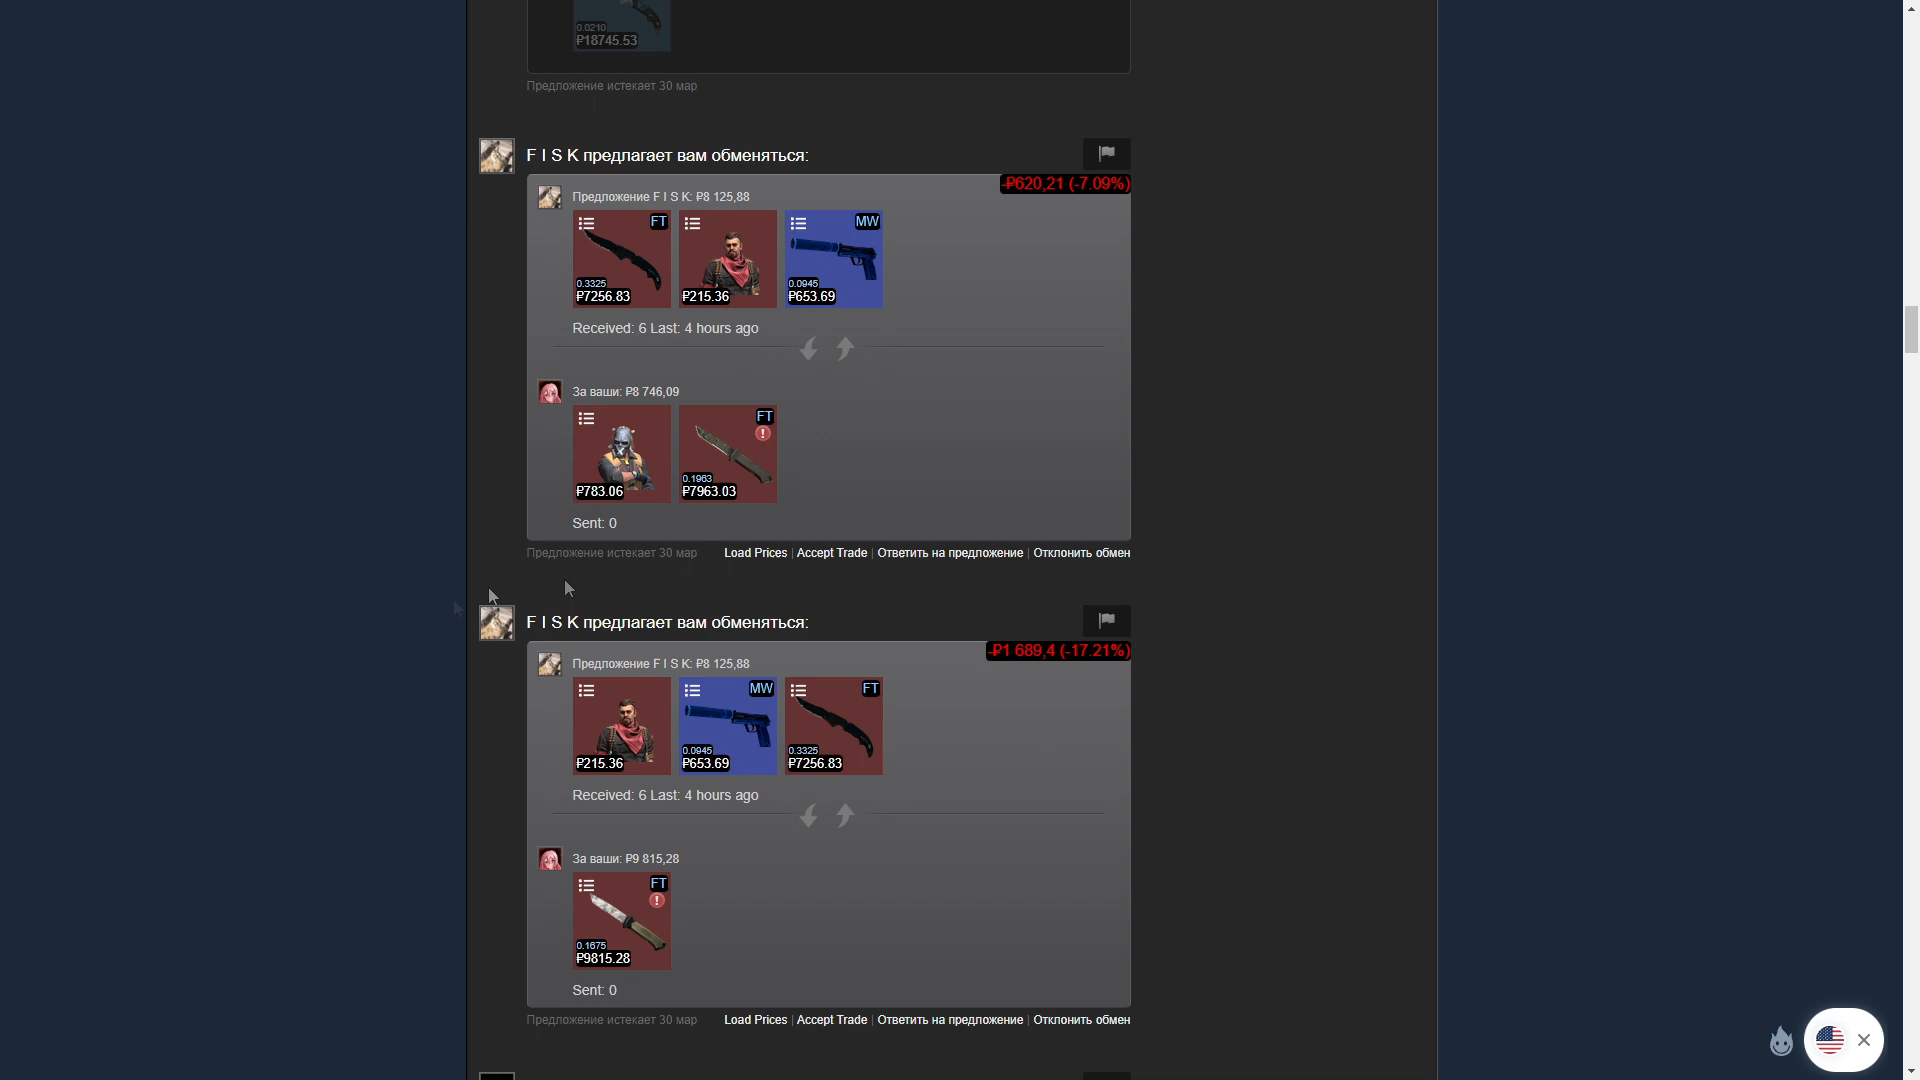 0.0210
₽18745.53
Предложение истекает 30 мар
F I S K предлагает вам обменяться:
-₽620,21 (-7.09%)
Предложение F I S K: ₽8 125,88
FT
MW
0.3325
₽7256.83
₽215.36
0.0945
₽653.69
Received: 6 Last: 4 hours ago
За ваши: ₽8 746,09
FT
₽783.06
0.1963
₽7963.03
Sent: 0
Предложение истекает 30 мар
Load Prices | Accept Trade | Ответить на предложение | Отклонить обмен
F I S K предлагает вам обменяться:
-₽1 689,4 (-17.21%)
Предложение F I S K: ₽8 125,88
MW
FT
₽215.36
0.0945
₽653.69
0.3325
₽7256.83
Received: 6 Last: 4 hours ago
За ваши: ₽9 815,28
FT
0.1675
₽9815.28
Sent: 0
Предложение истекает 30 мар
Load Prices | Accept Trade | Ответить на предложение | Отклонить обмен